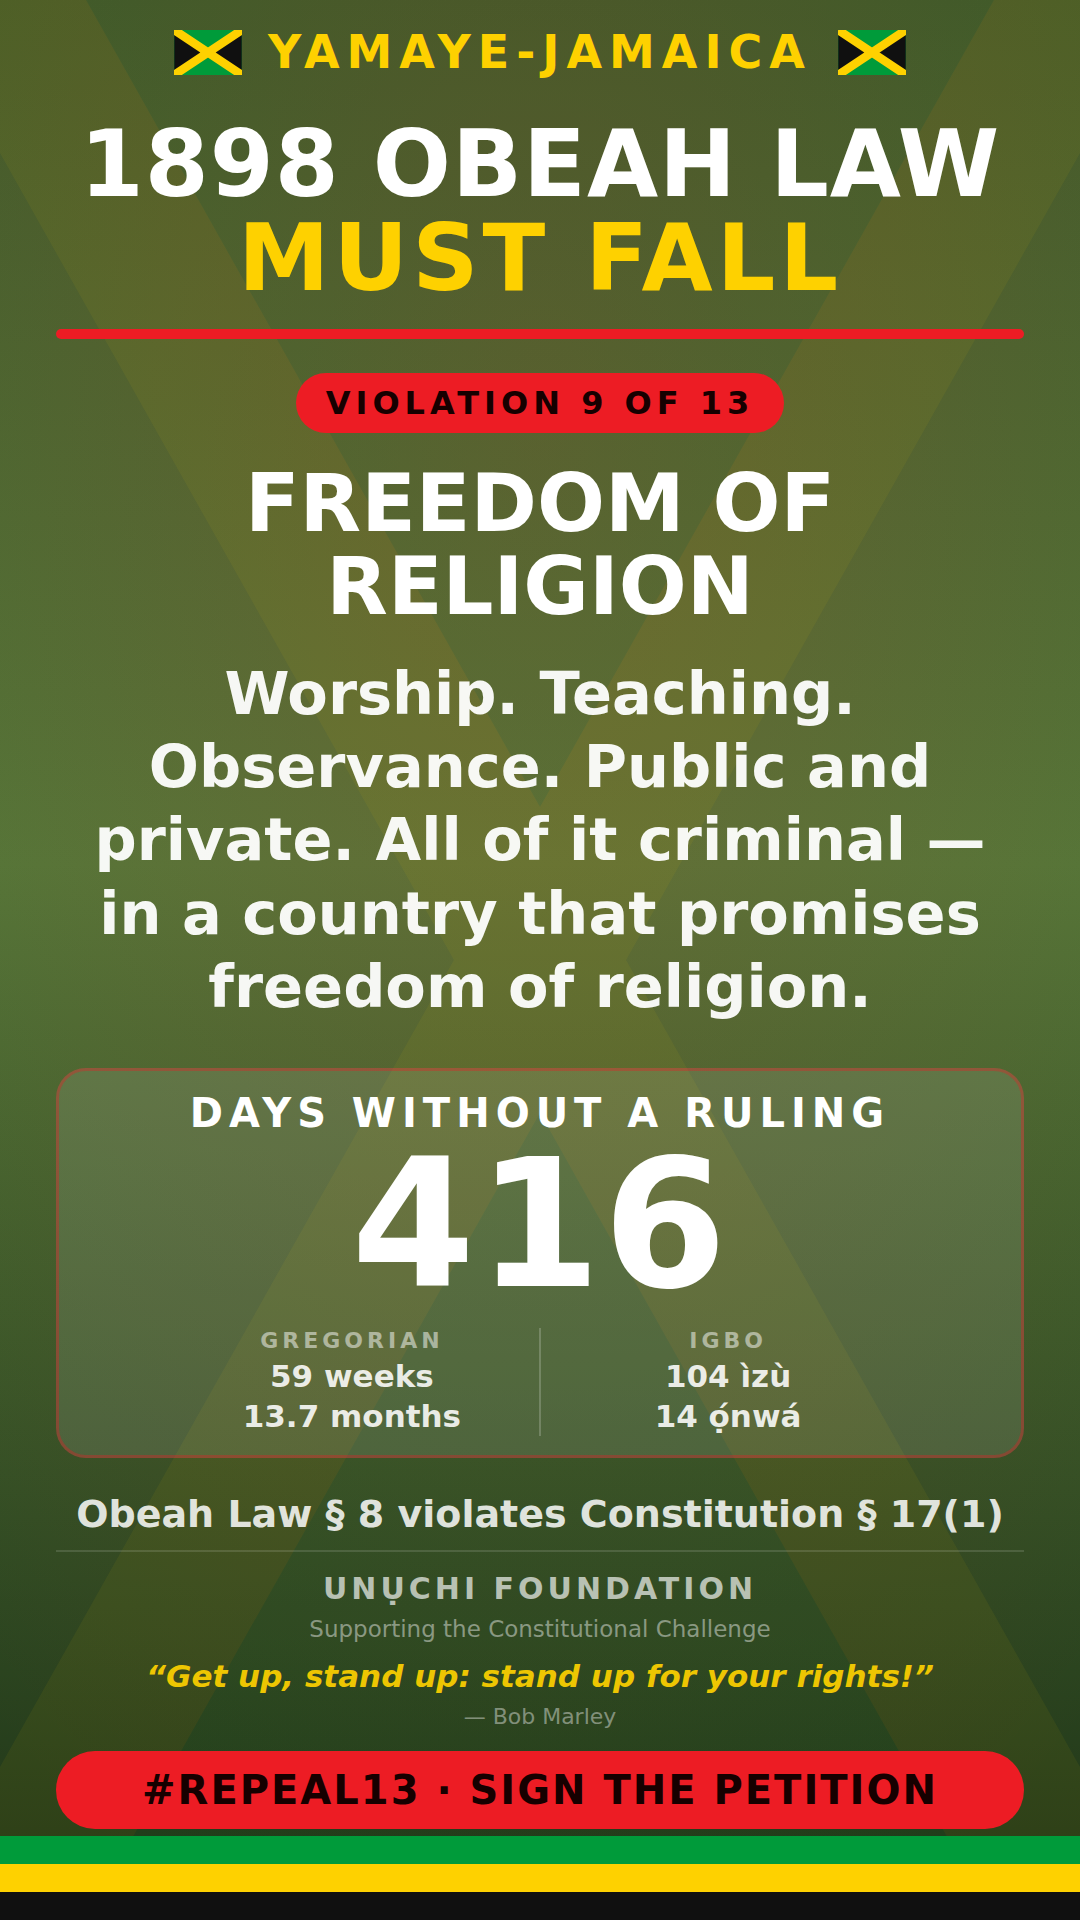 YAMAYE-JAMAICA
1898 OBEAH LAW
MUST FALL
VIOLATION 9 OF 13
FREEDOM OF
RELIGION
Worship. Teaching.
Observance. Public and
private. All of it criminal —
in a country that promises
freedom of religion.
DAYS WITHOUT A RULING
416
GREGORIAN
59 weeks
13.7 months
IGBO
104 ìzù
14 ọ́nwá
Obeah Law § 8 violates Constitution § 17(1)
UNỤCHI FOUNDATION
Supporting the Constitutional Challenge
“Get up, stand up: stand up for your rights!”
— Bob Marley
#REPEAL13 · SIGN THE PETITION